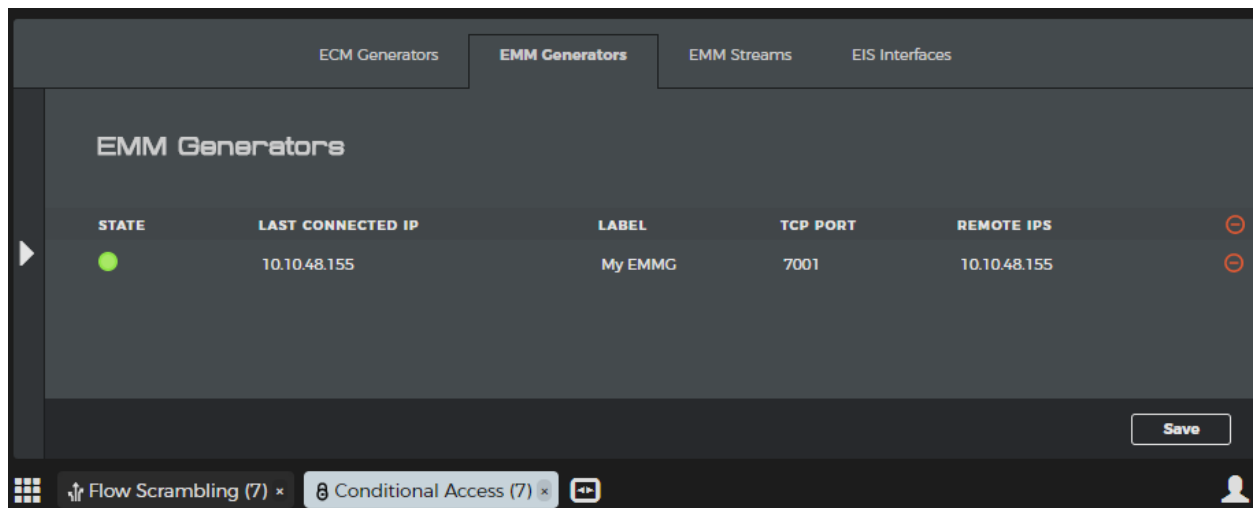 ECM Generators EMM Generators EMM Streams EIS Interfaces
EMM Generators
STATE LAST CONNECTED IP LABEL TCP PORT REMOTE IPS
10.10.48.155 My EMMG 7001 10.10.48.155
Save
Flow Scrambling (7) × Conditional Access (7) ×